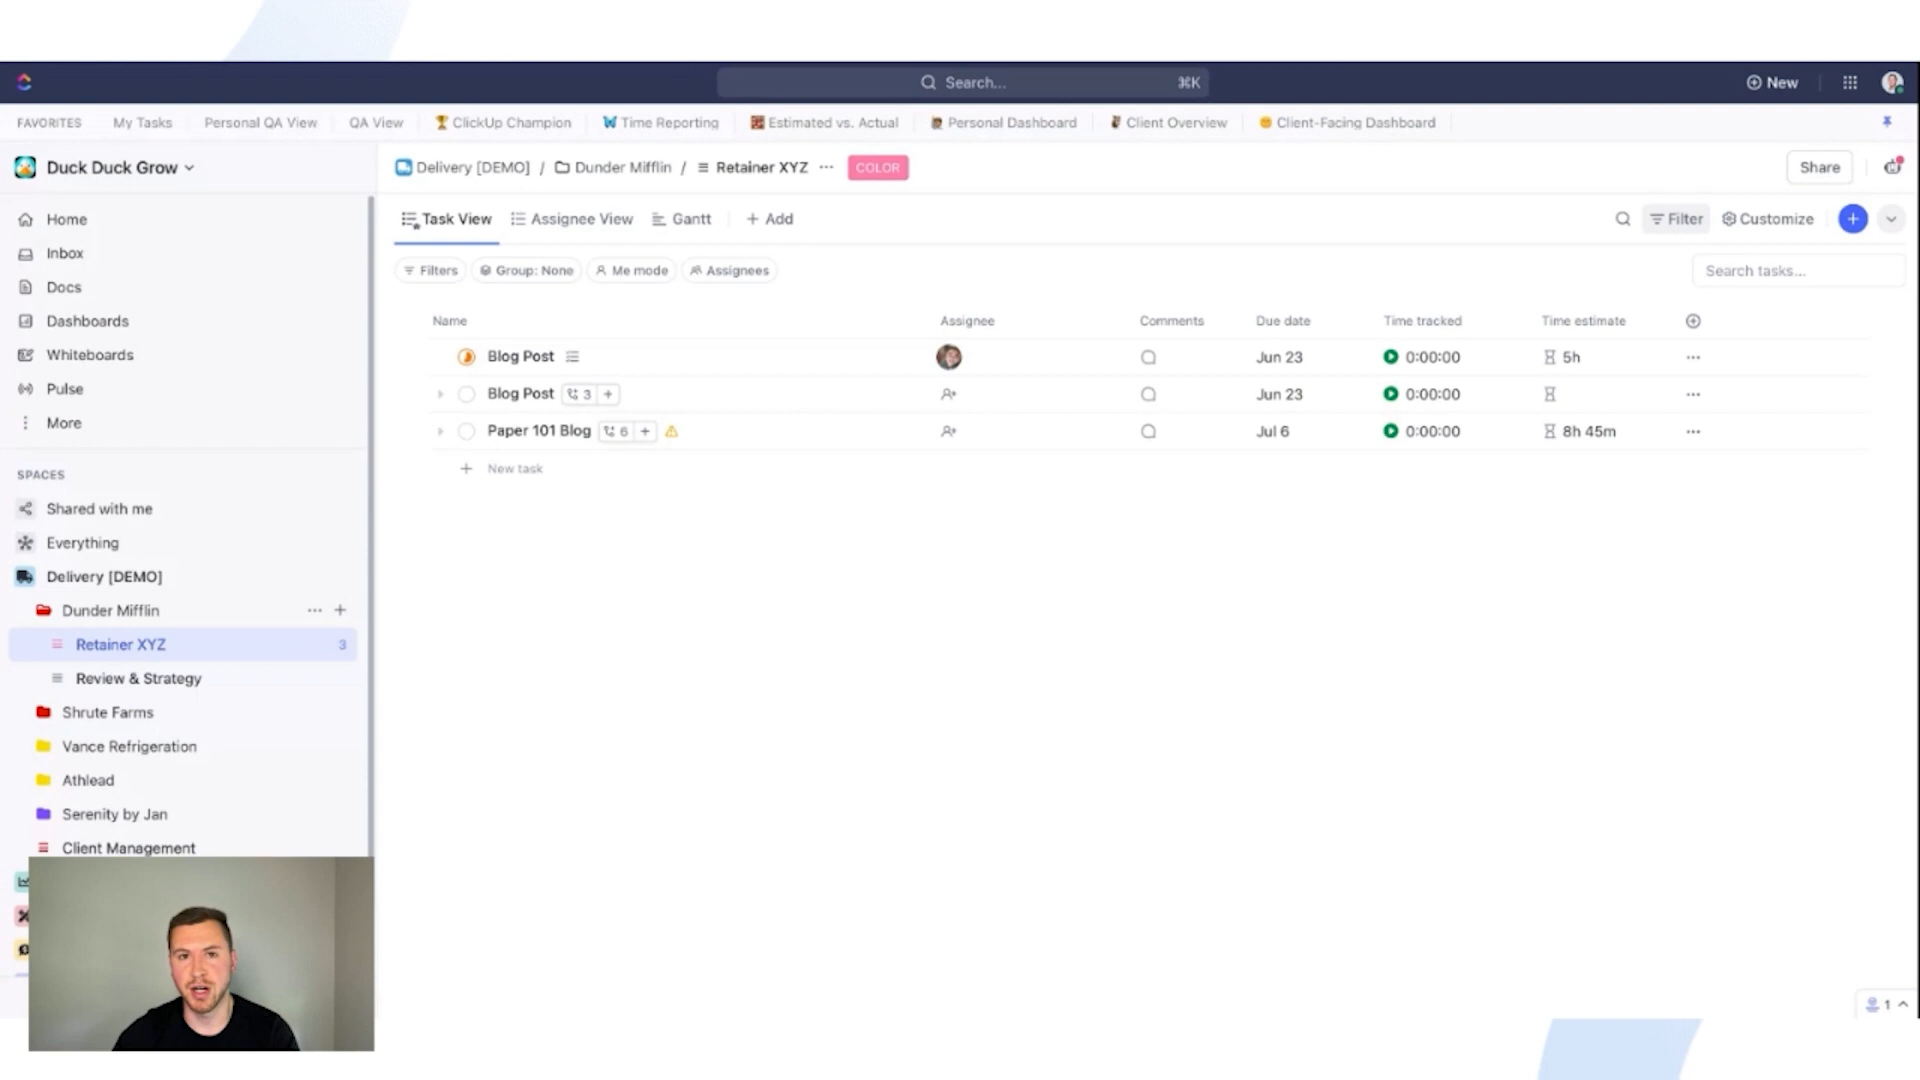 Search... ⌘K
New
FAVORITES My Tasks Personal QA View QA View ClickUp Champion Time Reporting Estimated vs. Actual Personal Dashboard Client Overview Client-Facing Dashboard
Duck Duck Grow
Delivery [DEMO] / Dunder Mifflin / Retainer XYZ ... COLOR
Share
Home
Inbox
Docs
Dashboards
Whiteboards
Pulse
More
SPACES
Shared with me
Everything
Delivery [DEMO]
Dunder Mifflin ... +
Retainer XYZ 3
Review & Strategy
Shrute Farms
Vance Refrigeration
Athlead
Serenity by Jan
Client Management
Task View Assignee View Gantt + Add
Filter Customize
Filters Group: None Me mode Assignees
Search tasks...
Name Assignee Comments Due date Time tracked Time estimate
Blog Post Jun 23 0:00:00 5h ...
Blog Post 3 + Jun 23 0:00:00 ...
Paper 101 Blog 6 + Jul 6 0:00:00 8h 45m ...
+ New task
1